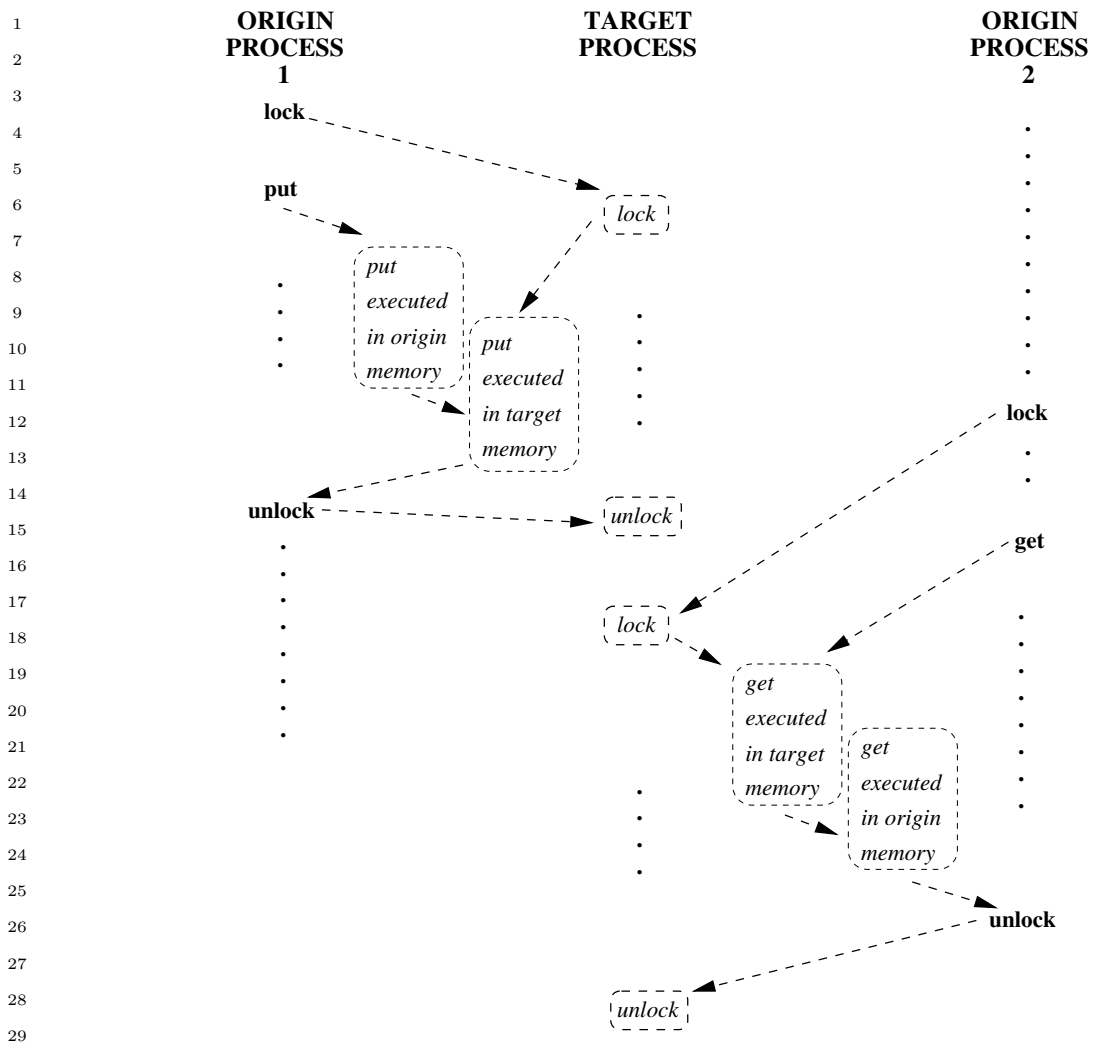 1 ORIGIN TARGET ORIGIN
2 PROCESS PROCESS PROCESS
1 2
3
lock
4
5
put
6 lock
7
put
8
executed
9
in origin put
10
memory executed
11
in target lock
12
memory
13
14
unlock unlock
15
get
16
17
lock
18
get
19
executed
20
in target get
21
memory executed
22
in origin
23
memory
24
25
unlock
26
27
28
unlock
29